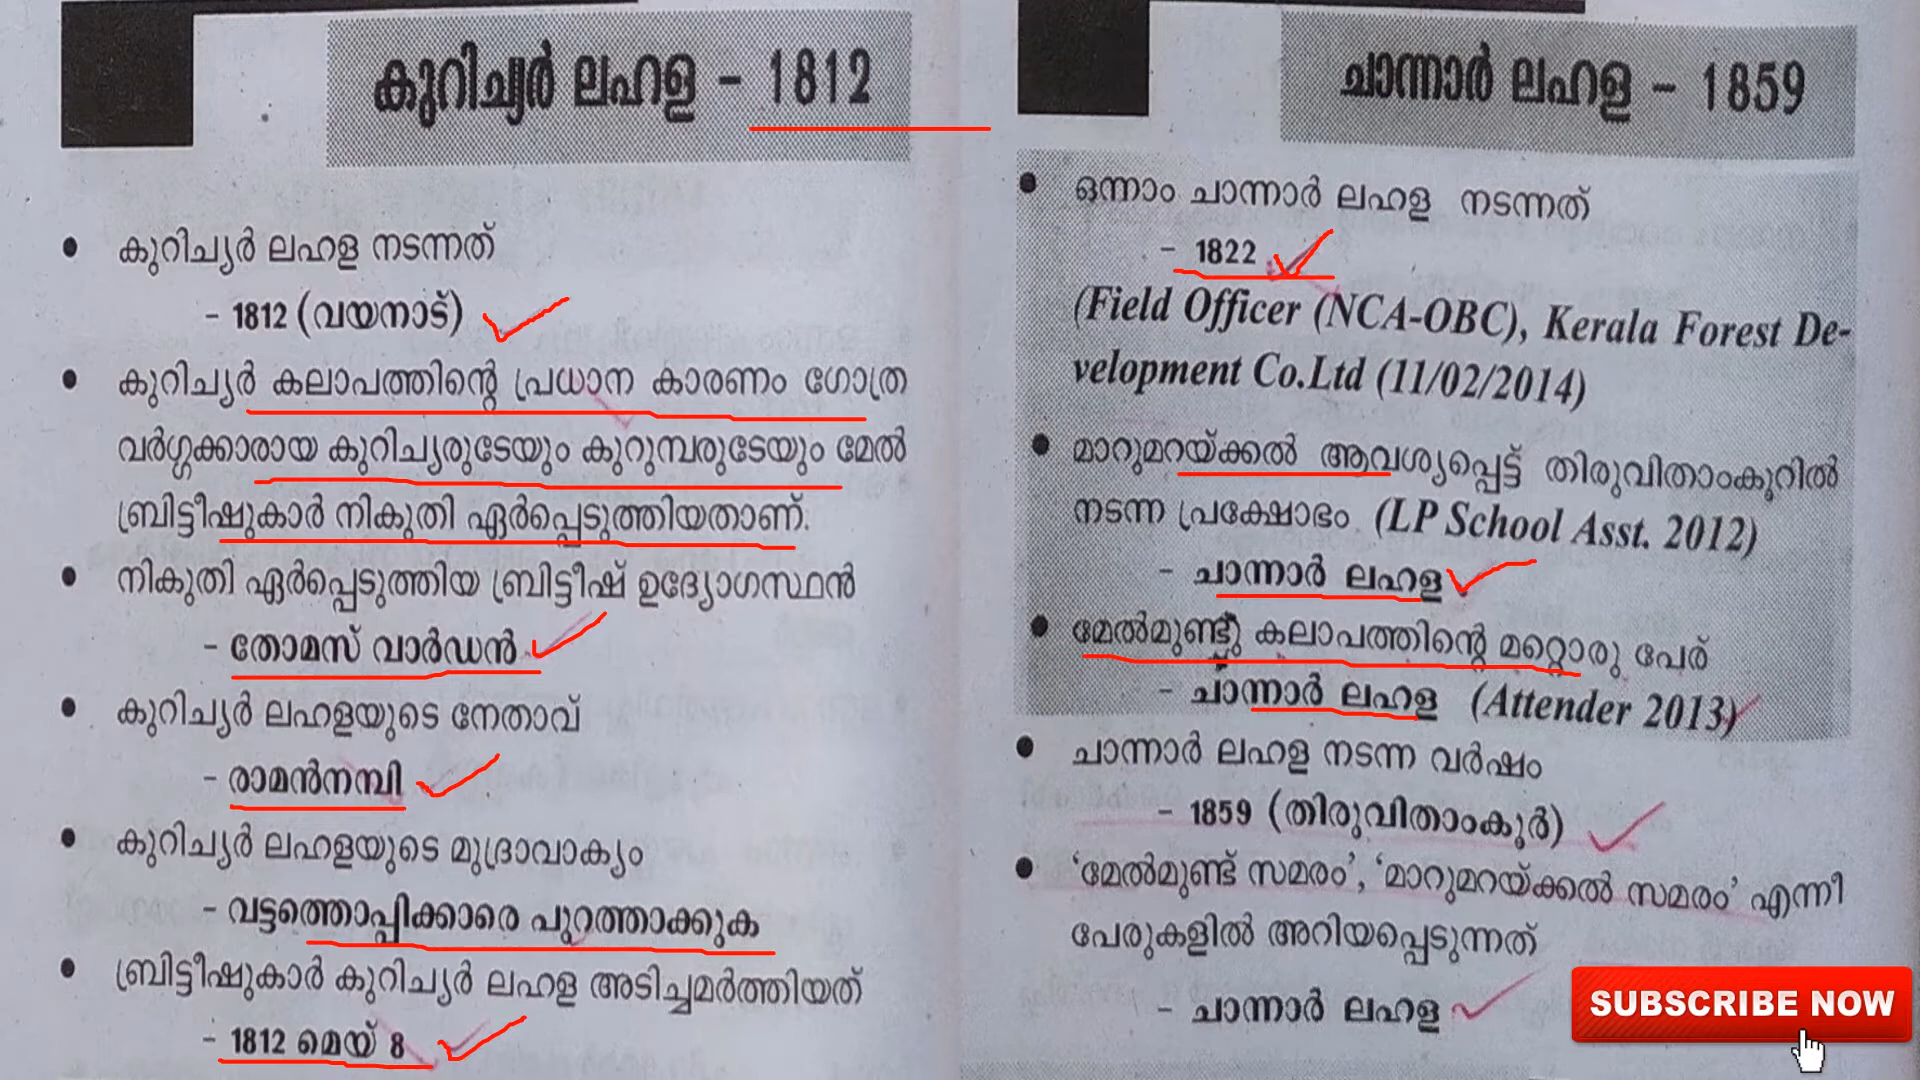 കുറിച്യർ ലഹള - 1812
• കുറിച്യർ ലഹള നടന്നത്
- 1812 (വയനാട്)
• കുറിച്യർ കലാപത്തിന്റെ പ്രധാന കാരണം ഗോത്ര
വർഗ്ഗക്കാരായ കുറിച്യരുടേയും കുറുമ്പരുടേയും മേൽ
ബ്രിട്ടീഷുകാർ നികുതി ഏർപ്പെടുത്തിയതാണ്.
• നികുതി ഏർപ്പെടുത്തിയ ബ്രിട്ടീഷ് ഉദ്യോഗസ്ഥൻ
- തോമസ് വാർഡൻ
• കുറിച്യർ ലഹളയുടെ നേതാവ്
- രാമൻനമ്പി
• കുറിച്യർ ലഹളയുടെ മുദ്രാവാക്യം
- വട്ടത്തൊപ്പിക്കാരെ പുറത്താക്കുക
• ബ്രിട്ടീഷുകാർ കുറിച്യർ ലഹള അടിച്ചമർത്തിയത്
- 1812 മെയ് 8
ചാന്നാർ ലഹള - 1859
• ഒന്നാം ചാന്നാർ ലഹള നടന്നത്
- 1822
(Field Officer (NCA-OBC), Kerala Forest De-
velopment Co.Ltd (11/02/2014)
• മാറുമറയ്ക്കൽ ആവശ്യപ്പെട്ട് തിരുവിതാംകൂറിൽ
നടന്ന പ്രക്ഷോഭം (LP School Asst. 2012)
- ചാന്നാർ ലഹള
• മേൽമുണ്ട് കലാപത്തിന്റെ മറ്റൊരു പേര്
- ചാന്നാർ ലഹള (Attender 2013)
• ചാന്നാർ ലഹള നടന്ന വർഷം
- 1859 (തിരുവിതാംകൂർ)
• 'മേൽമുണ്ട് സമരം', 'മാറുമറയ്ക്കൽ സമരം' എന്നീ
പേരുകളിൽ അറിയപ്പെടുന്നത്
- ചാന്നാർ ലഹള
SUBSCRIBE NOW